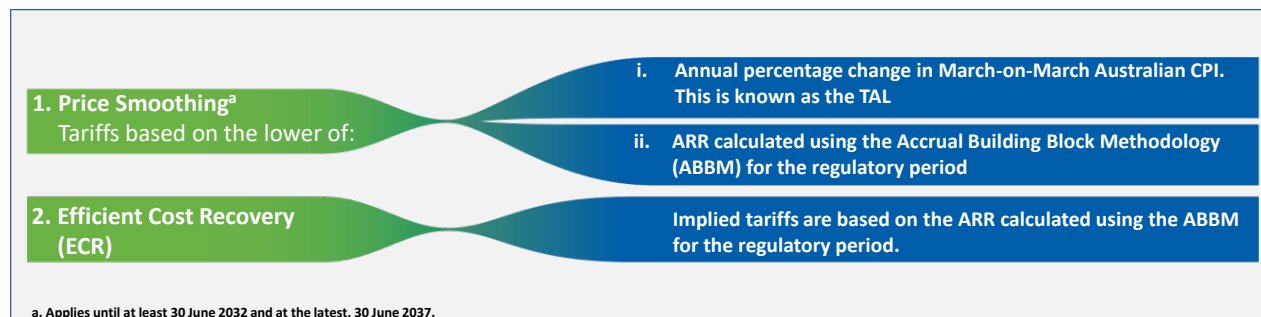 1. Price Smoothingᵃ
Tariffs based on the lower of:
i. Annual percentage change in March-on-March Australian CPI.
This is known as the TAL
ii. ARR calculated using the Accrual Building Block Methodology
(ABBM) for the regulatory period
2. Efficient Cost Recovery
(ECR)
Implied tariffs are based on the ARR calculated using the ABBM
for the regulatory period.
a. Applies until at least 30 June 2032 and at the latest, 30 June 2037.